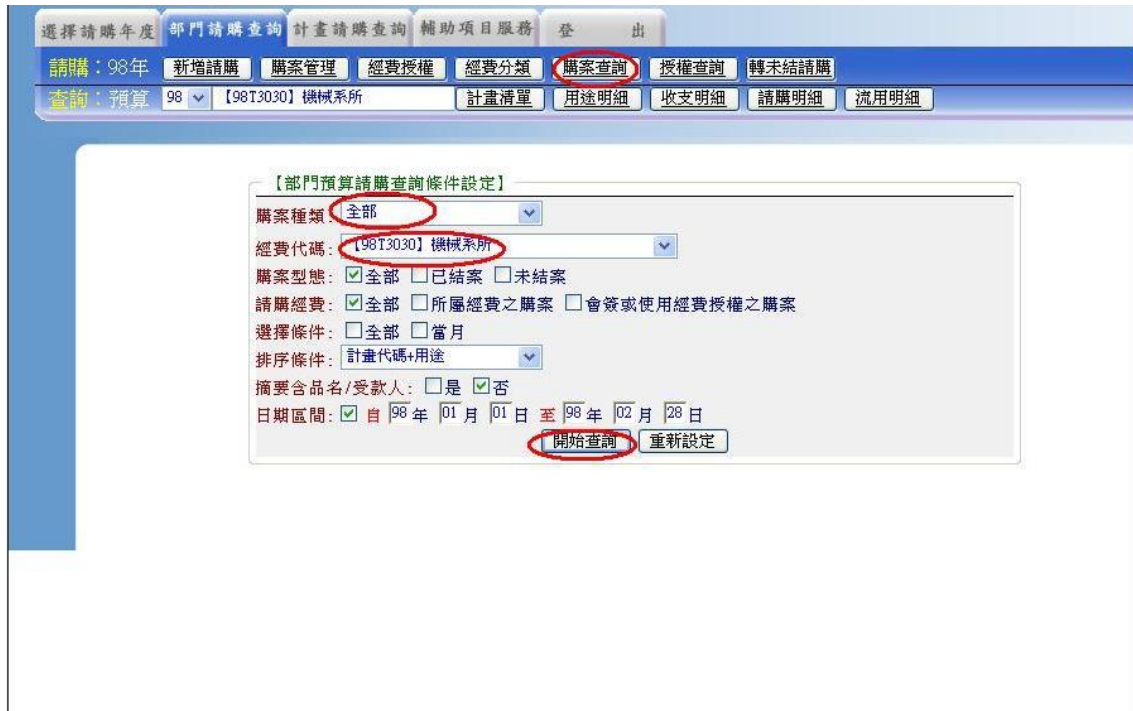 選擇請購年度 部門請購查詢 計畫請購查詢 輔助項目服務 登 出
請購：98年 新增請購 購案管理 經費授權 經費分類 購案查詢 授權查詢 轉未結請購
查詢：預算 98 【98T3030】機械系所 計畫清單 用途明細 收支明細 請購明細 流用明細
【部門預算請購查詢條件設定】
購案種類: 全部
經費代碼: 【98T3030】機械系所
購案型態: 全部 已結案 未結案
請購經費: 全部 所屬經費之購案 會簽或使用經費授權之購案
選擇條件: 全部 當月
排序條件: 計畫代碼+用途
摘要含品名/受款人: 是 否
日期區間: 自 98 年 01 月 01 日 至 98 年 02 月 28 日
開始查詢 重新設定